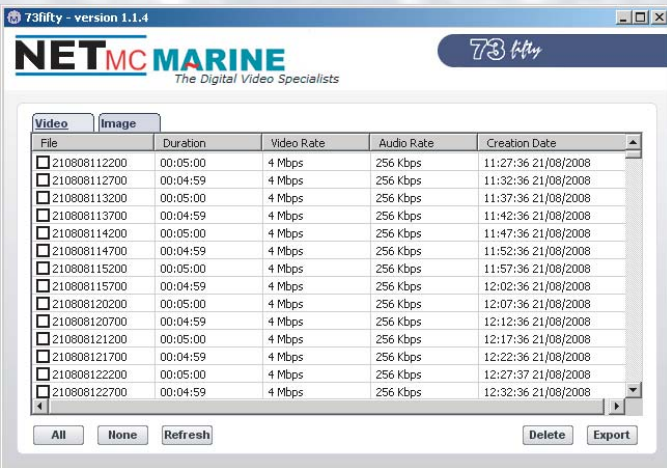 73fifty - version 1.1.4
NETMC MARINE
The Digital Video Specialists
73 fifty
Video Image
File Duration Video Rate Audio Rate Creation Date
210808112200 00:05:00 4 Mbps 256 Kbps 11:27:36 21/08/2008
210808112700 00:04:59 4 Mbps 256 Kbps 11:32:36 21/08/2008
210808113200 00:05:00 4 Mbps 256 Kbps 11:37:36 21/08/2008
210808113700 00:04:59 4 Mbps 256 Kbps 11:42:36 21/08/2008
210808114200 00:05:00 4 Mbps 256 Kbps 11:47:36 21/08/2008
210808114700 00:04:59 4 Mbps 256 Kbps 11:52:36 21/08/2008
210808115200 00:05:00 4 Mbps 256 Kbps 11:57:36 21/08/2008
210808115700 00:04:59 4 Mbps 256 Kbps 12:02:36 21/08/2008
210808120200 00:05:00 4 Mbps 256 Kbps 12:07:36 21/08/2008
210808120700 00:04:59 4 Mbps 256 Kbps 12:12:36 21/08/2008
210808121200 00:05:00 4 Mbps 256 Kbps 12:17:36 21/08/2008
210808121700 00:04:59 4 Mbps 256 Kbps 12:22:36 21/08/2008
210808122200 00:05:00 4 Mbps 256 Kbps 12:27:37 21/08/2008
210808122700 00:04:59 4 Mbps 256 Kbps 12:32:36 21/08/2008
All None Refresh Delete Export